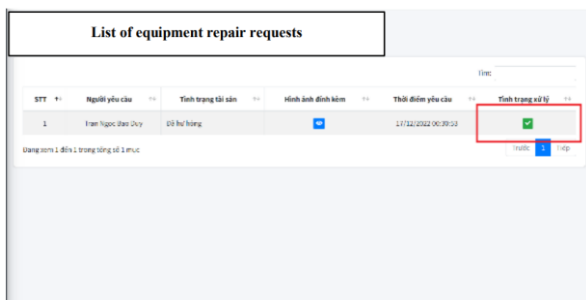 List of equipment repair requests
Tìm:
STT Người yêu cầu Tình trạng tài sản Hình ảnh đính kèm Thời điểm yêu cầu Tình trạng xử lý
1 Tran Ngoc Bao Duy Đã hư hỏng 17/12/2022 00:39:53
Đang xem 1 đến 1 trong tổng số 1 mục
Trước 1 Tiếp